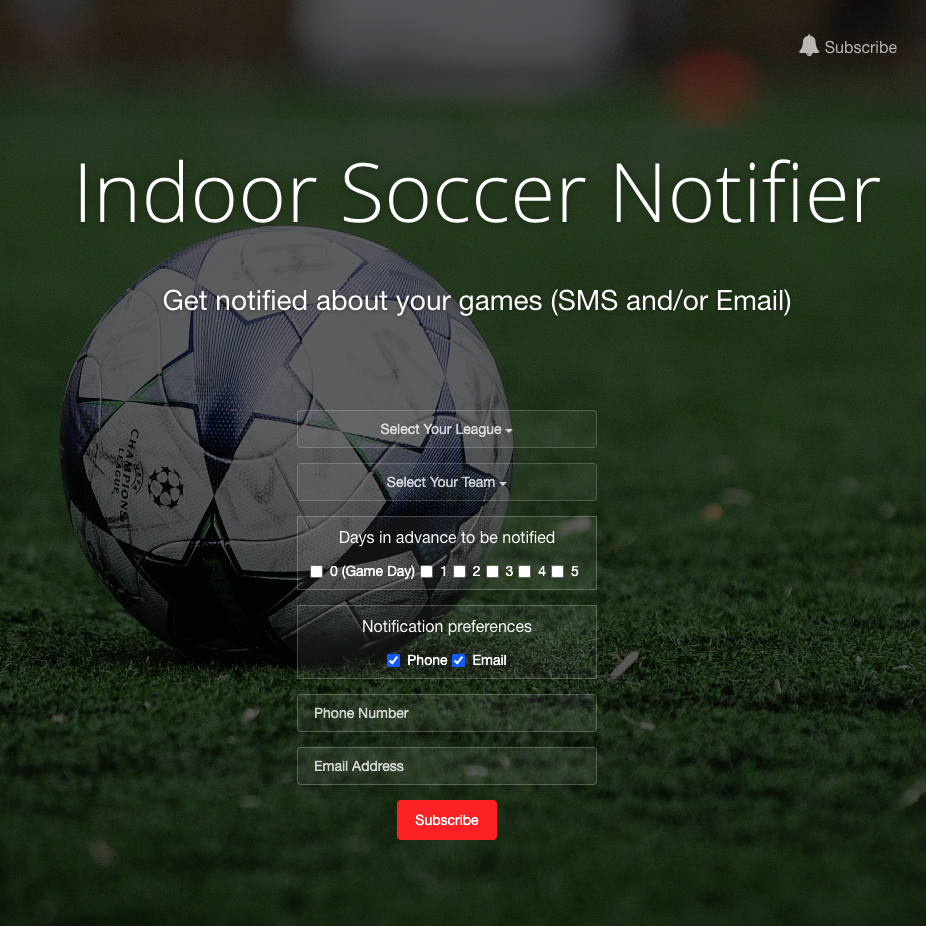 Subscribe
Indoor Soccer Notifier
Get notified about your games (SMS and/or Email)
Select Your League
Select Your Team
UEFA
CHAMPIONS
LEAGUE
Days in advance to be notified
0 (Game Day) 1 2 3 4 5
Notification preferences
Phone Email
Phone Number
Email Address
Subscribe